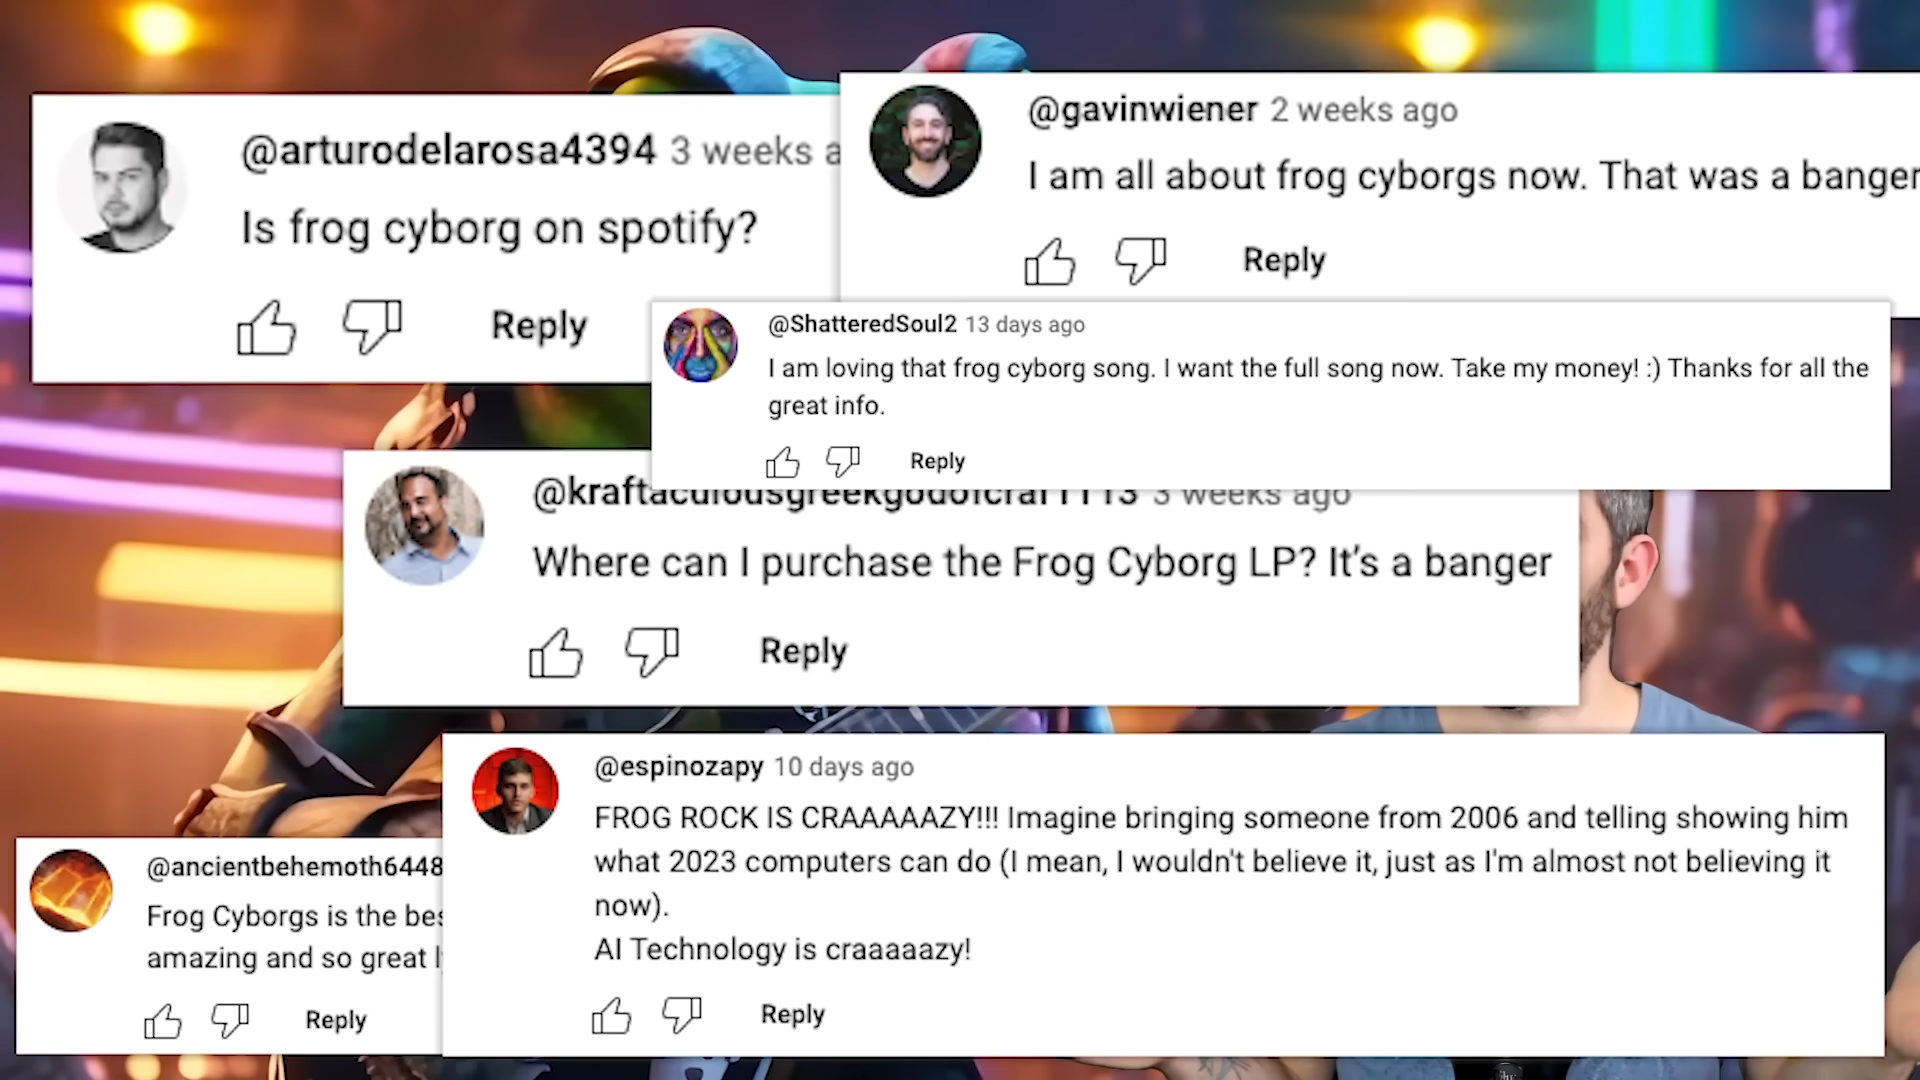 @arturodelarosa4394 3 weeks a
Is frog cyborg on spotify?
Reply
@gavinwiener 2 weeks ago
I am all about frog cyborgs now. That was a banger
Reply
@ShatteredSoul2 13 days ago
I am loving that frog cyborg song. I want the full song now. Take my money! :) Thanks for all the
great info.
Reply
3 weeks ago
Where can I purchase the Frog Cyborg LP? It's a banger
Reply
@espinozapy 10 days ago
FROG ROCK IS CRAAAAAZY!!! Imagine bringing someone from 2006 and telling showing him
what 2023 computers can do (I mean, I wouldn't believe it, just as I'm almost not believing it
now).
AI Technology is craaaaazy!
Reply
@ancientbehemoth6448
Frog Cyborgs is the bes
amazing and so great
Reply